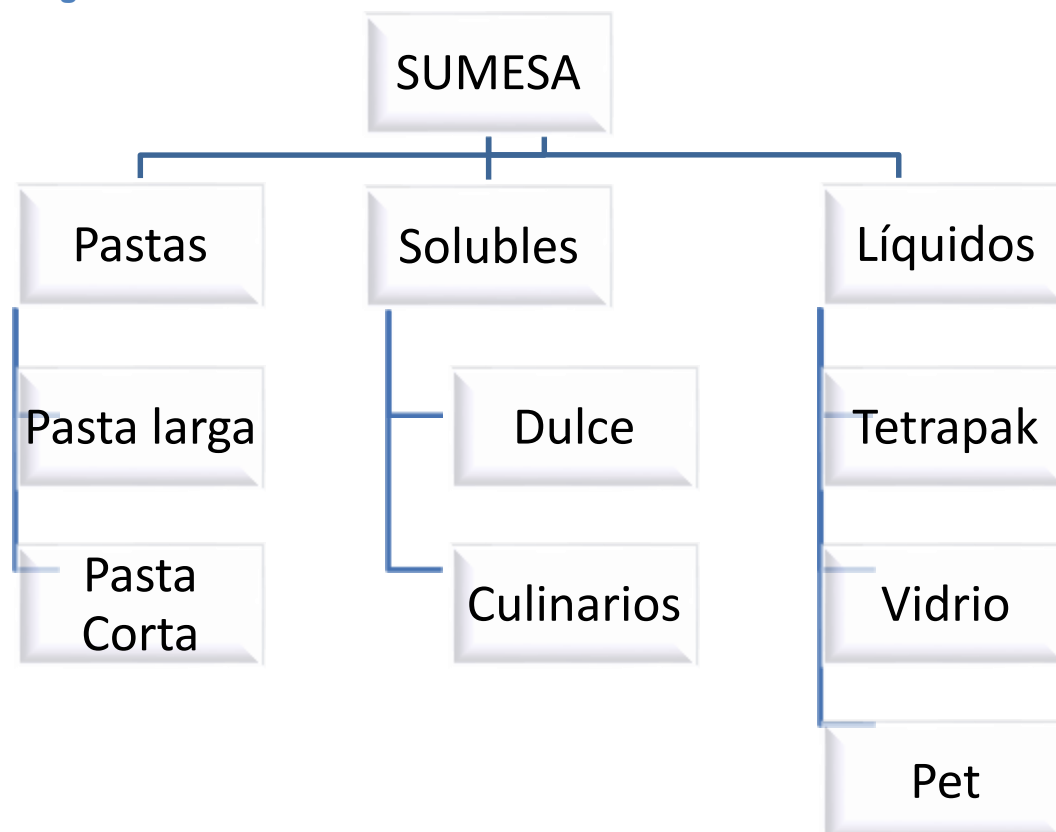 SUMESA
Pastas
Solubles
Líquidos
Pasta larga
Dulce
Tetrapak
Pasta
Corta
Culinarios
Vidrio
Pet